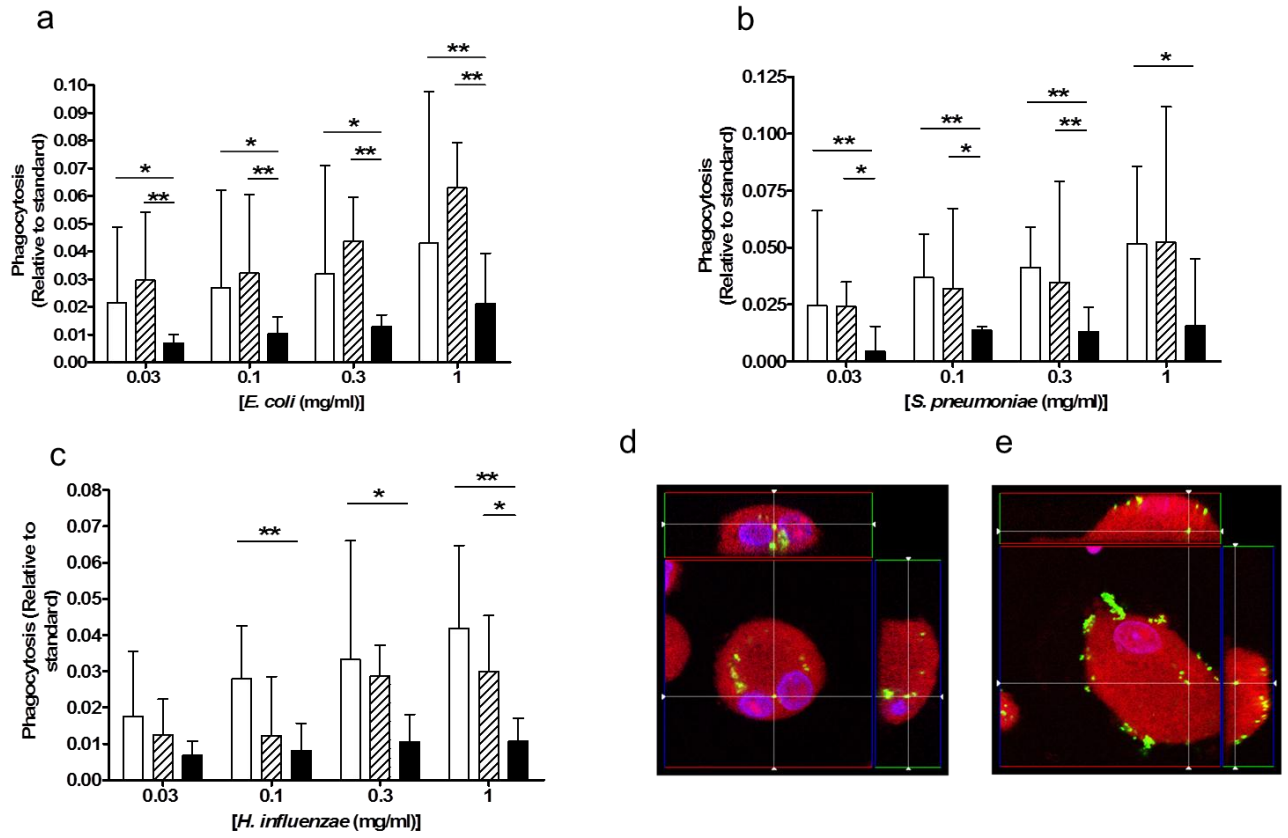 a
**
**
*
**
*
**
*
**
0.10
0.09
0.08
0.07
0.06
0.05
0.04
0.03
0.02
0.01
0.00
Phagocytosis
(Relative to standard)
0.03 0.1 0.3 1
[E. coli (mg/ml)]
b
*
**
**
**
*
**
*
0.125
0.100
0.075
0.050
0.025
0.000
Phagocytosis
(Relative to standard)
0.03 0.1 0.3 1
[S. pneumoniae (mg/ml)]
c
**
*
*
**
0.08
0.07
0.06
0.05
0.04
0.03
0.02
0.01
0.00
Phagocytosis (Relative to
standard)
0.03 0.1 0.3 1
[H. influenzae (mg/ml)]
d
e